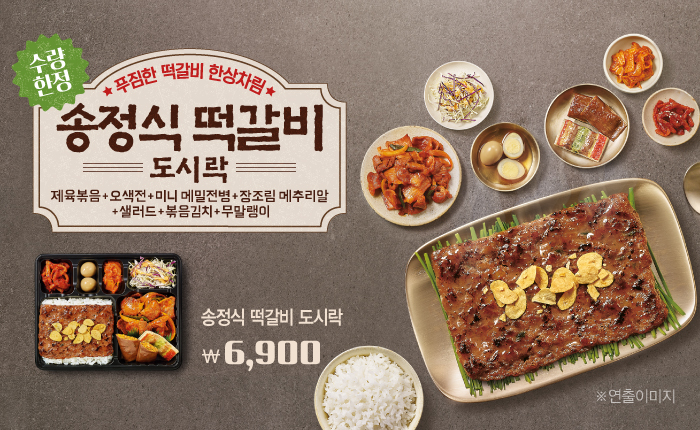 수량
한정
푸짐한 떡갈비 한상차림
송정식 떡갈비
도시락
제육볶음+오색전+미니 메밀전병+장조림 메추리알
+샐러드+볶음김치+무말랭이
송정식 떡갈비 도시락
₩6,900
※연출이미지